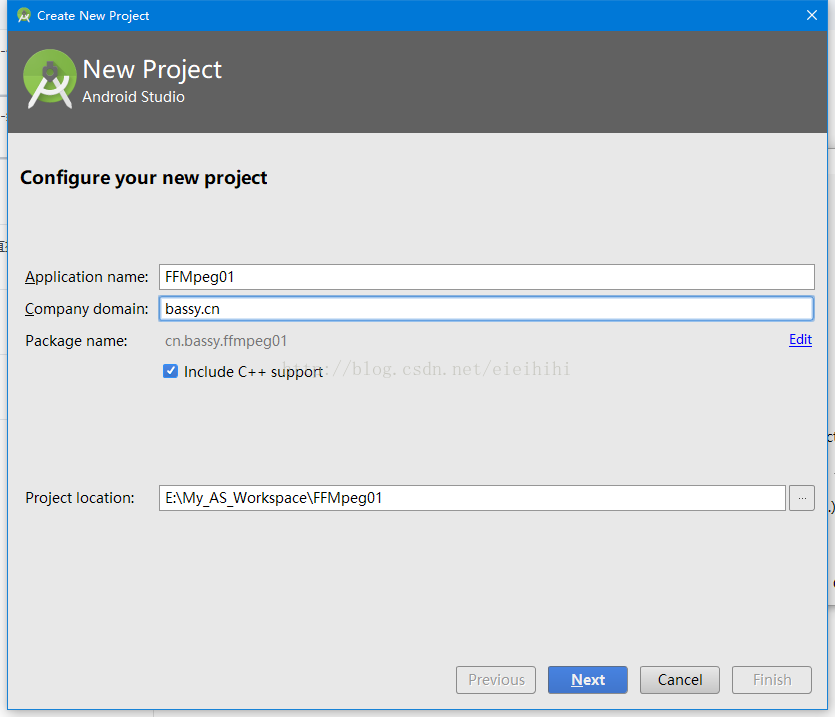 Create New Project
New Project
Android Studio
Configure your new project
Application name: FFMpeg01
Company domain: bassy.cn
Package name: cn.bassy.ffmpeg01 Edit
Include C++ support
http://blog.csdn.net/eieihihi
Project location: E:\My_AS_Workspace\FFMpeg01 ...
Previous Next Cancel Finish